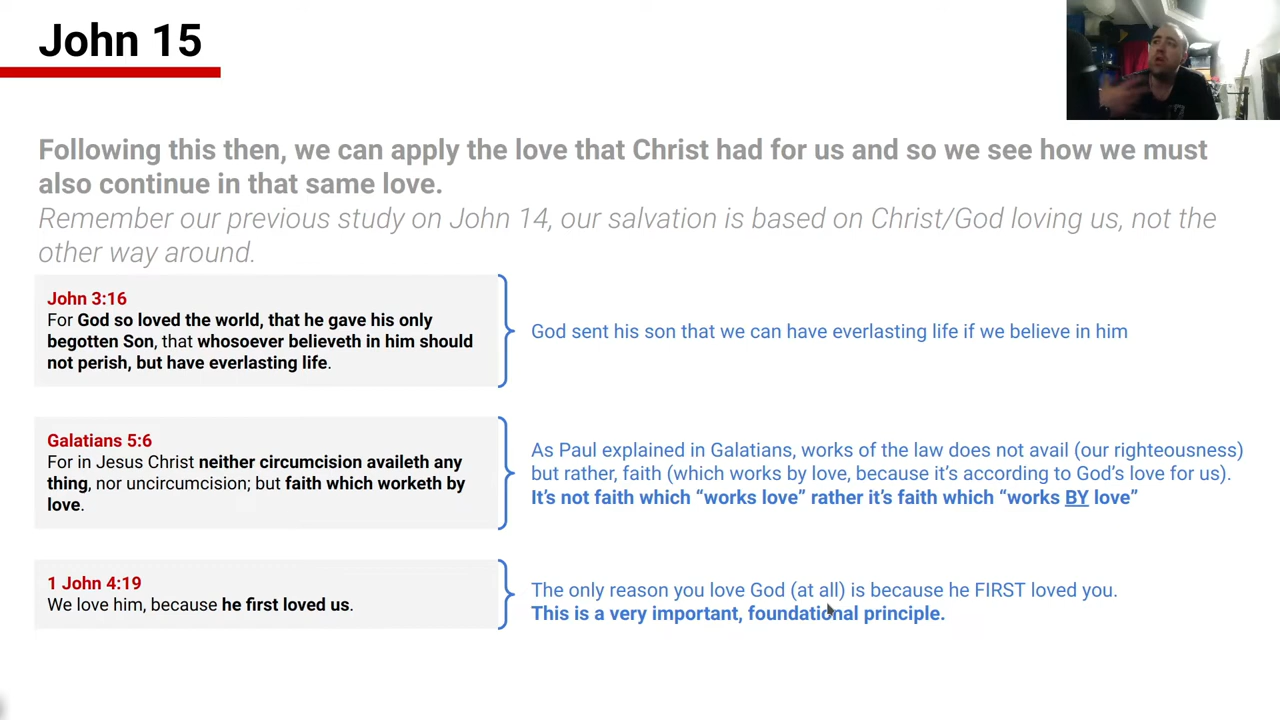 John 15
Following this then, we can apply the love that Christ had for us and so we see how we must
also continue in that same love.
Remember our previous study on John 14, our salvation is based on Christ/God loving us, not the
other way around.
John 3:16
For God so loved the world, that he gave his only
begotten Son, that whosoever believeth in him should
not perish, but have everlasting life.
God sent his son that we can have everlasting life if we believe in him
Galatians 5:6
For in Jesus Christ neither circumcision availeth any
thing, nor uncircumcision; but faith which worketh by
love.
As Paul explained in Galatians, works of the law does not avail (our righteousness)
but rather, faith (which works by love, because it's according to God's love for us).
It's not faith which "works love" rather it's faith which "works BY love"
1 John 4:19
We love him, because he first loved us.
The only reason you love God (at all) is because he FIRST loved you.
This is a very important, foundational principle.